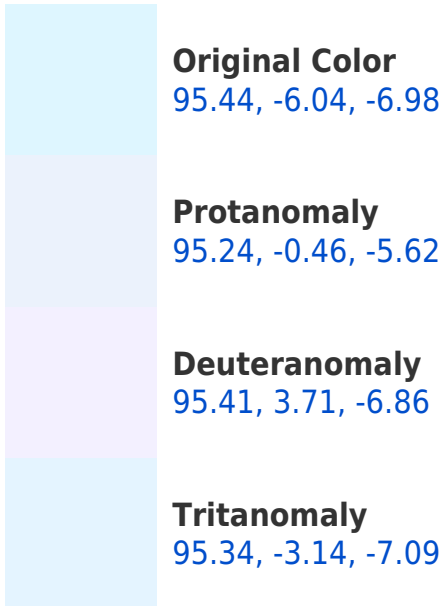 Original Color
95.44, -6.04, -6.98
Protanomaly
95.24, -0.46, -5.62
Deuteranomaly
95.41, 3.71, -6.86
Tritanomaly
95.34, -3.14, -7.09